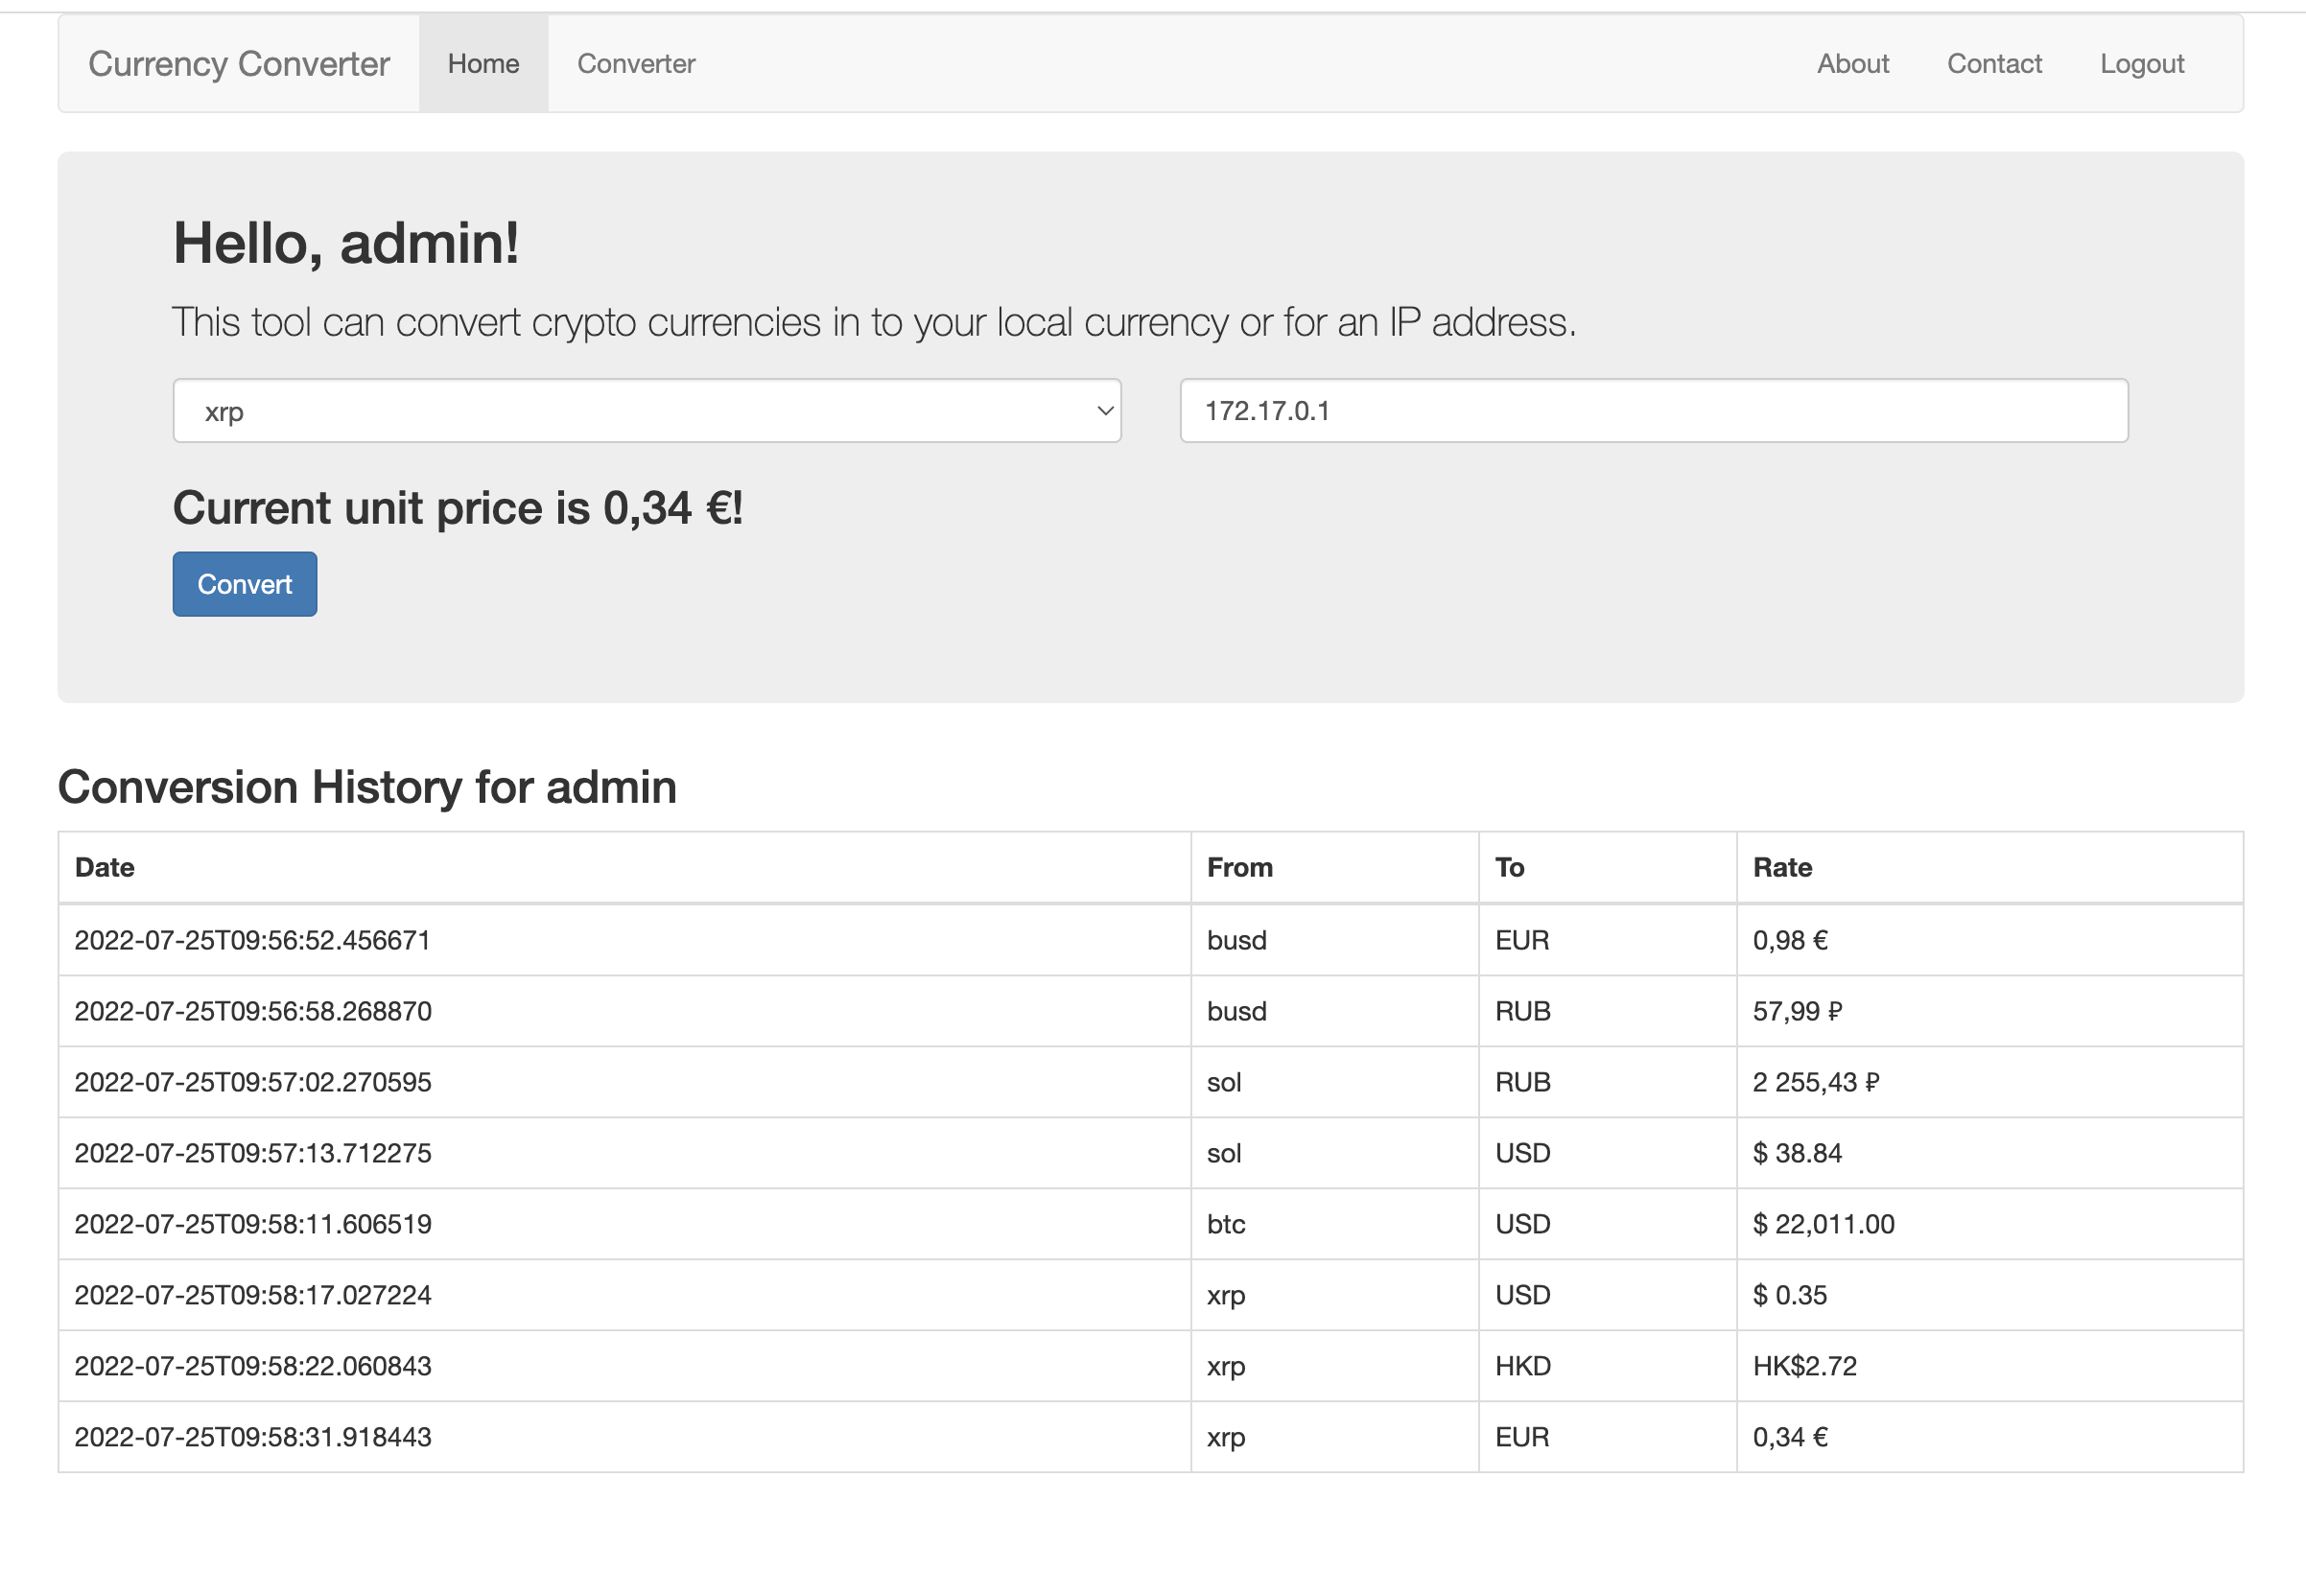 Currency Converter Home Converter About Contact Logout
Hello, admin!
This tool can convert crypto currencies in to your local currency or for an IP address.
xrp 172.17.0.1
Current unit price is 0,34 €!
Convert
Conversion History for admin
Date From To Rate
2022-07-25T09:56:52.456671 busd EUR 0,98 €
2022-07-25T09:56:58.268870 busd RUB 57,99 ₽
2022-07-25T09:57:02.270595 sol RUB 2 255,43 ₽
2022-07-25T09:57:13.712275 sol USD $ 38.84
2022-07-25T09:58:11.606519 btc USD $ 22,011.00
2022-07-25T09:58:17.027224 xrp USD $ 0.35
2022-07-25T09:58:22.060843 xrp HKD HK$2.72
2022-07-25T09:58:31.918443 xrp EUR 0,34 €